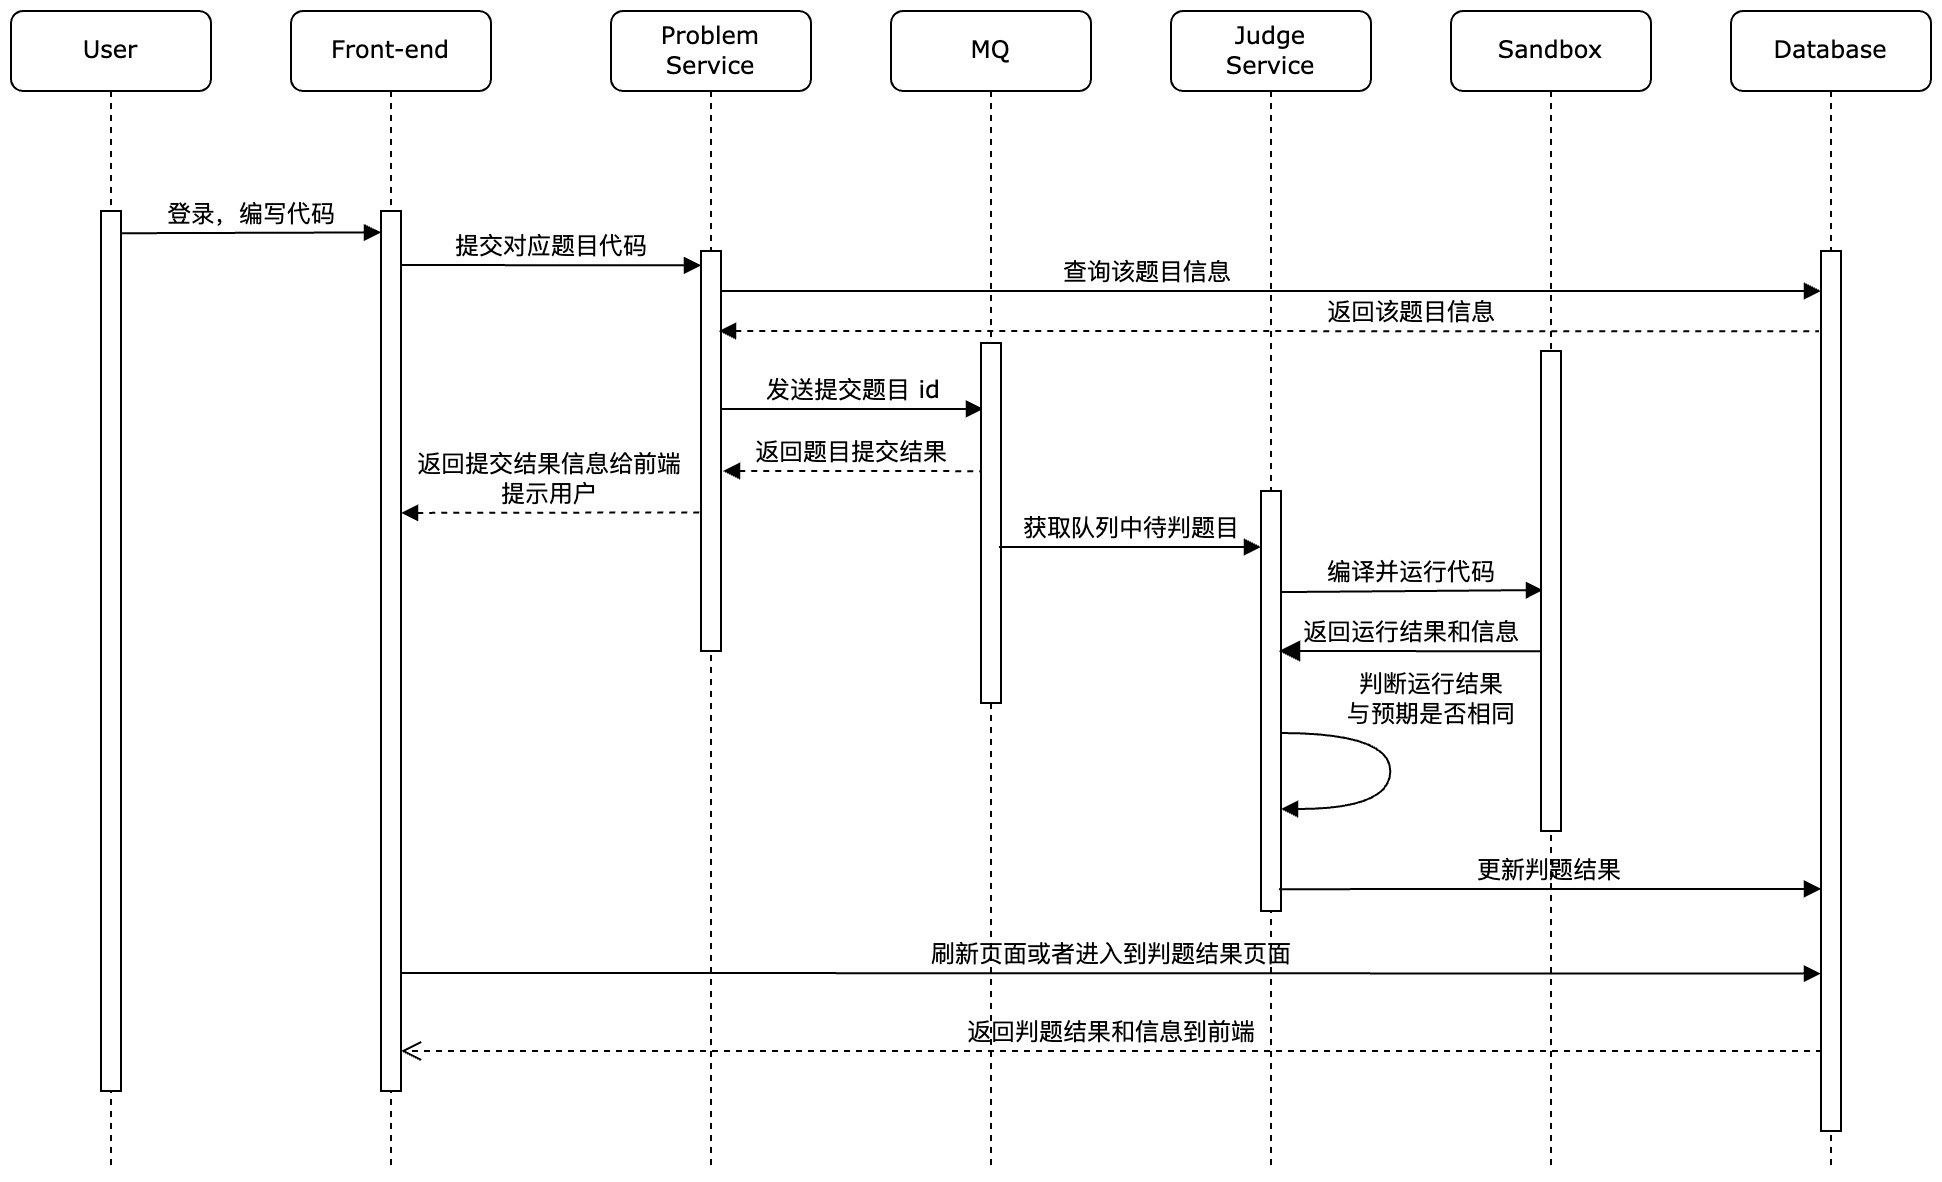 User
Front-end
Problem
Service
MQ
Judge
Service
Sandbox
Database
登录，编写代码
提交对应题目代码
查询该题目信息
返回该题目信息
发送提交题目 id
返回题目提交结果
返回提交结果信息给前端
提示用户
获取队列中待判题目
编译并运行代码
返回运行结果和信息
判断运行结果
与预期是否相同
更新判题结果
刷新页面或者进入到判题结果页面
返回判题结果和信息到前端